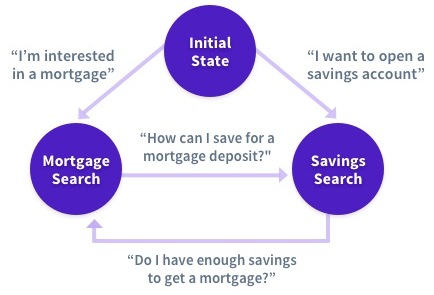 Initial
State
“I’m interested
in a mortgage”
“I want to open a
savings account”
“How can I save for a
mortgage deposit?"
Mortgage
Search
Savings
Search
“Do I have enough savings
to get a mortgage?”